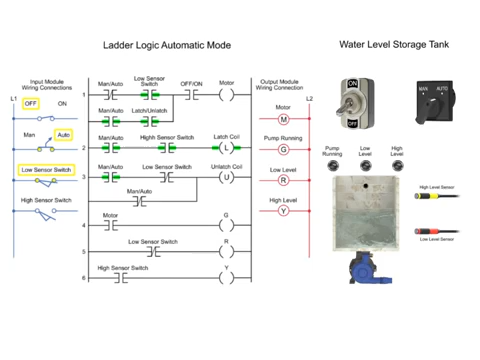 Ladder Logic Automatic Mode
Water Level Storage Tank
Input Module
Wiring Connections
L1
OFF ON
Man Auto
Low Sensor Switch
High Sensor Switch
1
Man/Auto
Low Sensor
Switch
OFF/ON
Motor
Man/Auto
Latch/Unlatch
2
Man/Auto
Highh Sensor Switch
Latch Coil
L
3
Man/Auto
Low Sensor Switch
Unlatch Coil
U
Man/Auto
4
Motor
G
5
Low Sensor Switch
R
6
High Sensor Switch
Y
Output Module
Wiring Connection
L2
Motor
M
Pump Running
G
Low Level
R
High Level
Y
ON
OFF
MAN AUTO
Pump
Running
Low
Level
High
Level
High Level Sensor
Low Level Sensor